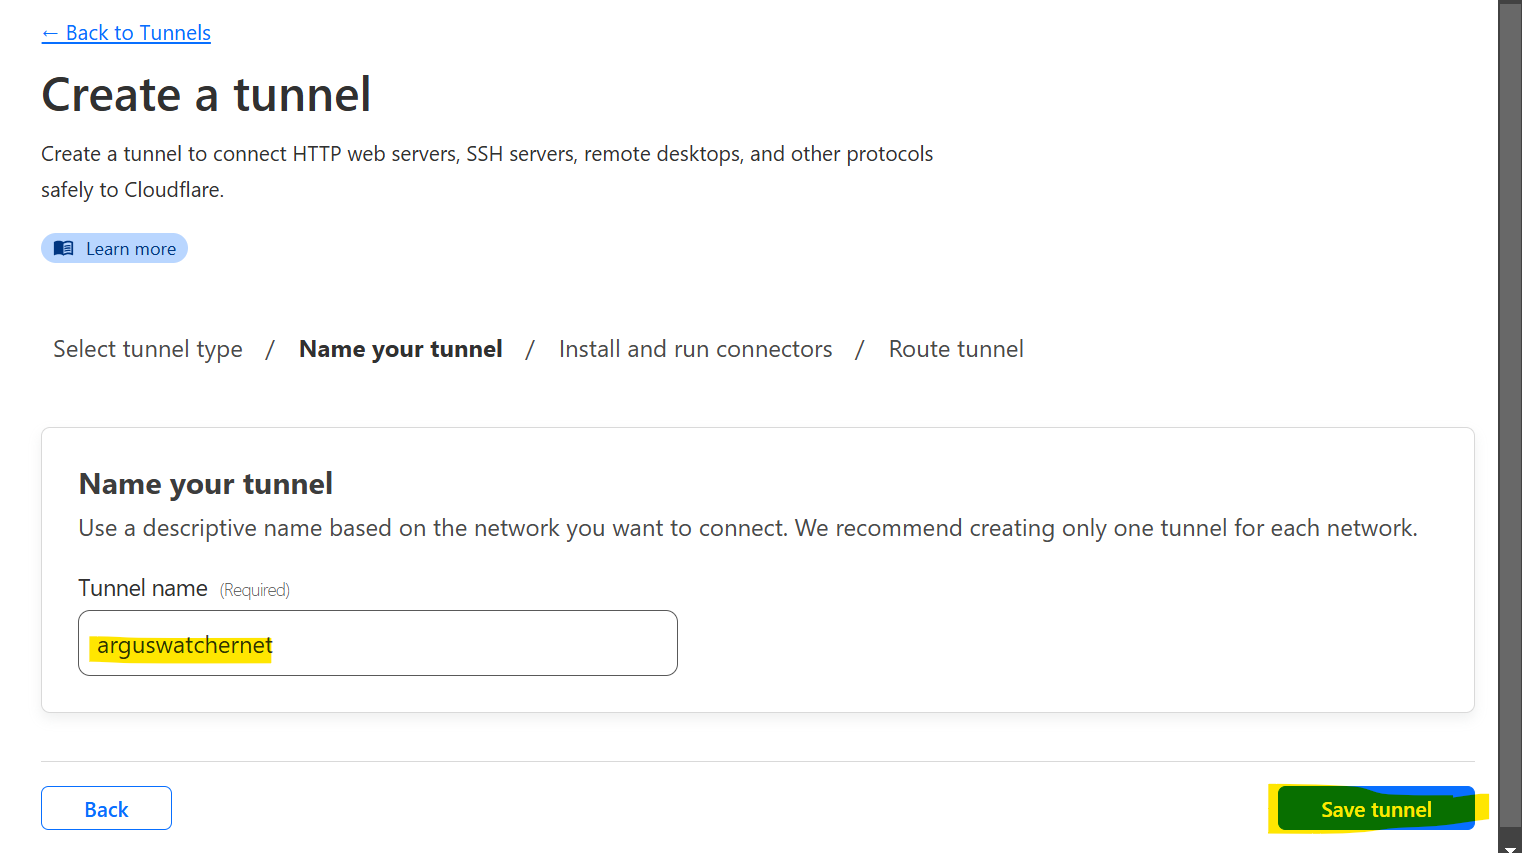 ← Back to Tunnels
Create a tunnel
Create a tunnel to connect HTTP web servers, SSH servers, remote desktops, and other protocols
safely to Cloudflare.
Learn more
Select tunnel type / Name your tunnel / Install and run connectors / Route tunnel
Name your tunnel
Use a descriptive name based on the network you want to connect. We recommend creating only one tunnel for each network.
Tunnel name (Required)
arguswatchernet
Back Save tunnel